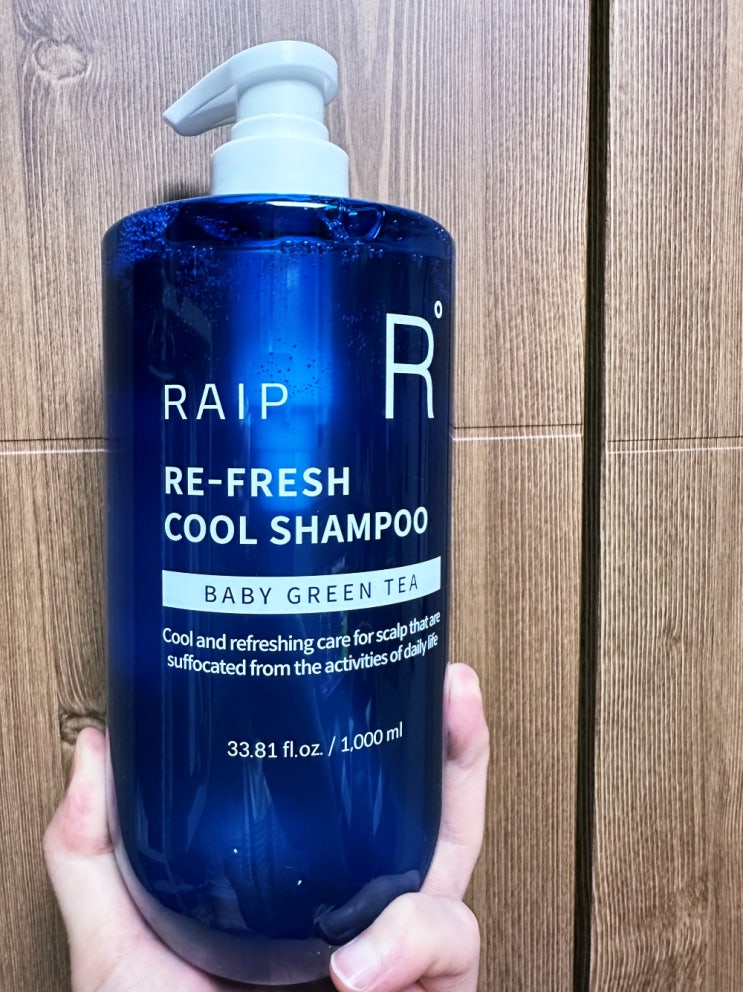 R°
RAIP
RE-FRESH
COOL SHAMPOO
BABY GREEN TEA
Cool and refreshing care for scalp that are
suffocated from the activities of daily life
33.81 fl.oz. / 1,000 ml